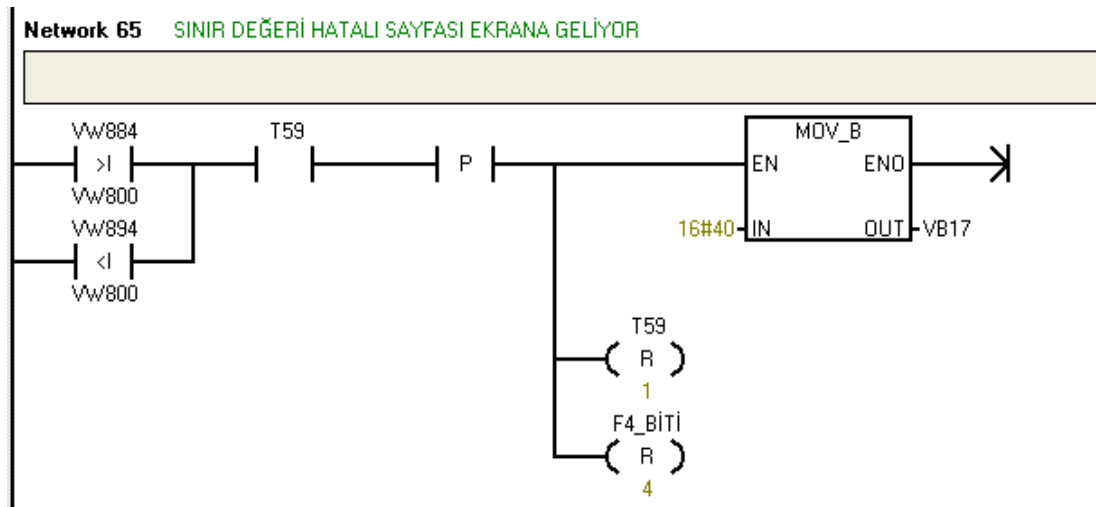 Network 65 SINIR DEĞERİ HATALI SAYFASI EKRANA GELİYOR
VW884
>I
VW800
VW894
<I
VW800
T59
P
MOV_B
EN ENO
16#40 IN OUT VB17
T59
R
1
F4_BİTİ
R
4